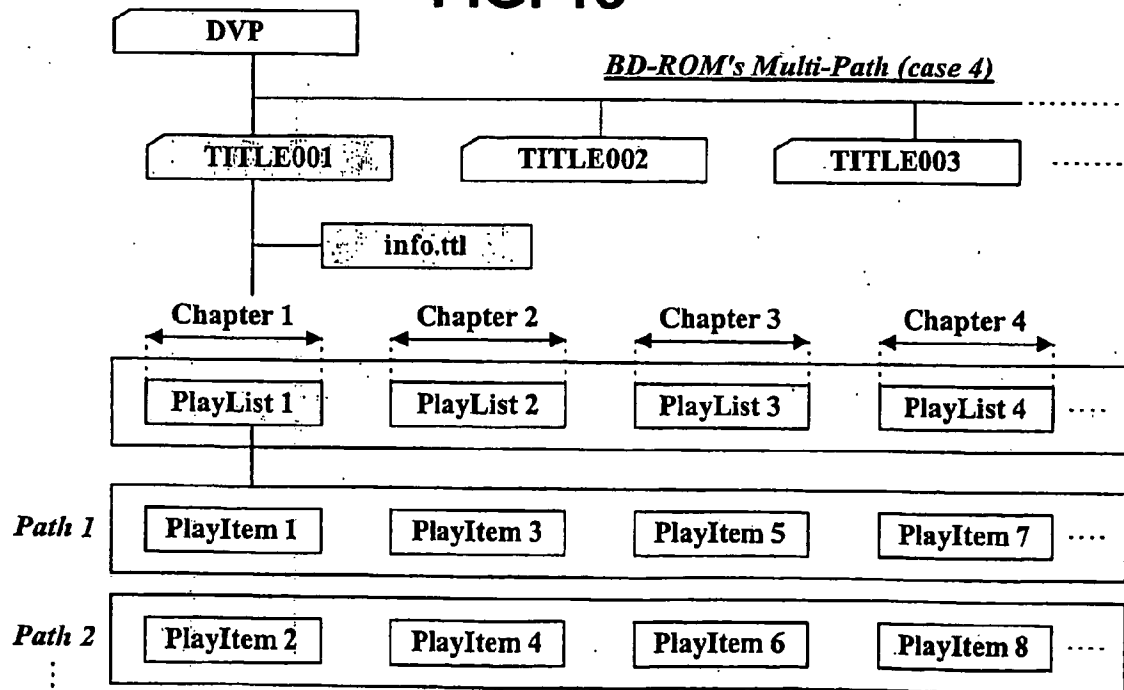 DVP
BD-ROM's Multi-Path (case 4)
TITLE001 TITLE002 TITLE003
info.ttl
Chapter 1 Chapter 2 Chapter 3 Chapter 4
PlayList 1 PlayList 2 PlayList 3 PlayList 4
Path 1 PlayItem 1 PlayItem 3 PlayItem 5 PlayItem 7
Path 2 PlayItem 2 PlayItem 4 PlayItem 6 PlayItem 8